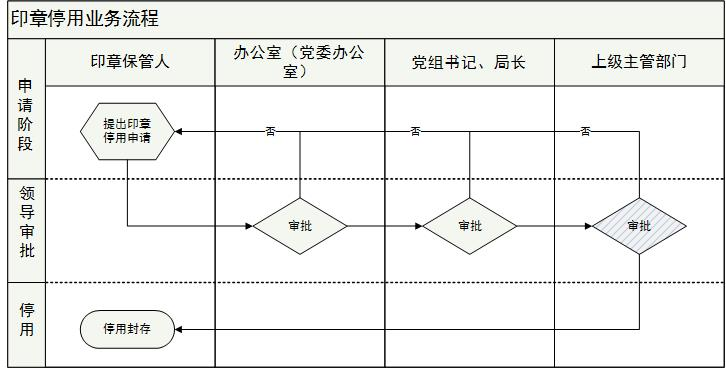 印章停用业务流程
印章保管人
办公室（党委办公
室）
党组书记、局长
上级主管部门
申
请
阶
段
提出印章
停用申请
否
否
否
领
导
审
批
审批
审批
审批
停
用
停用封存